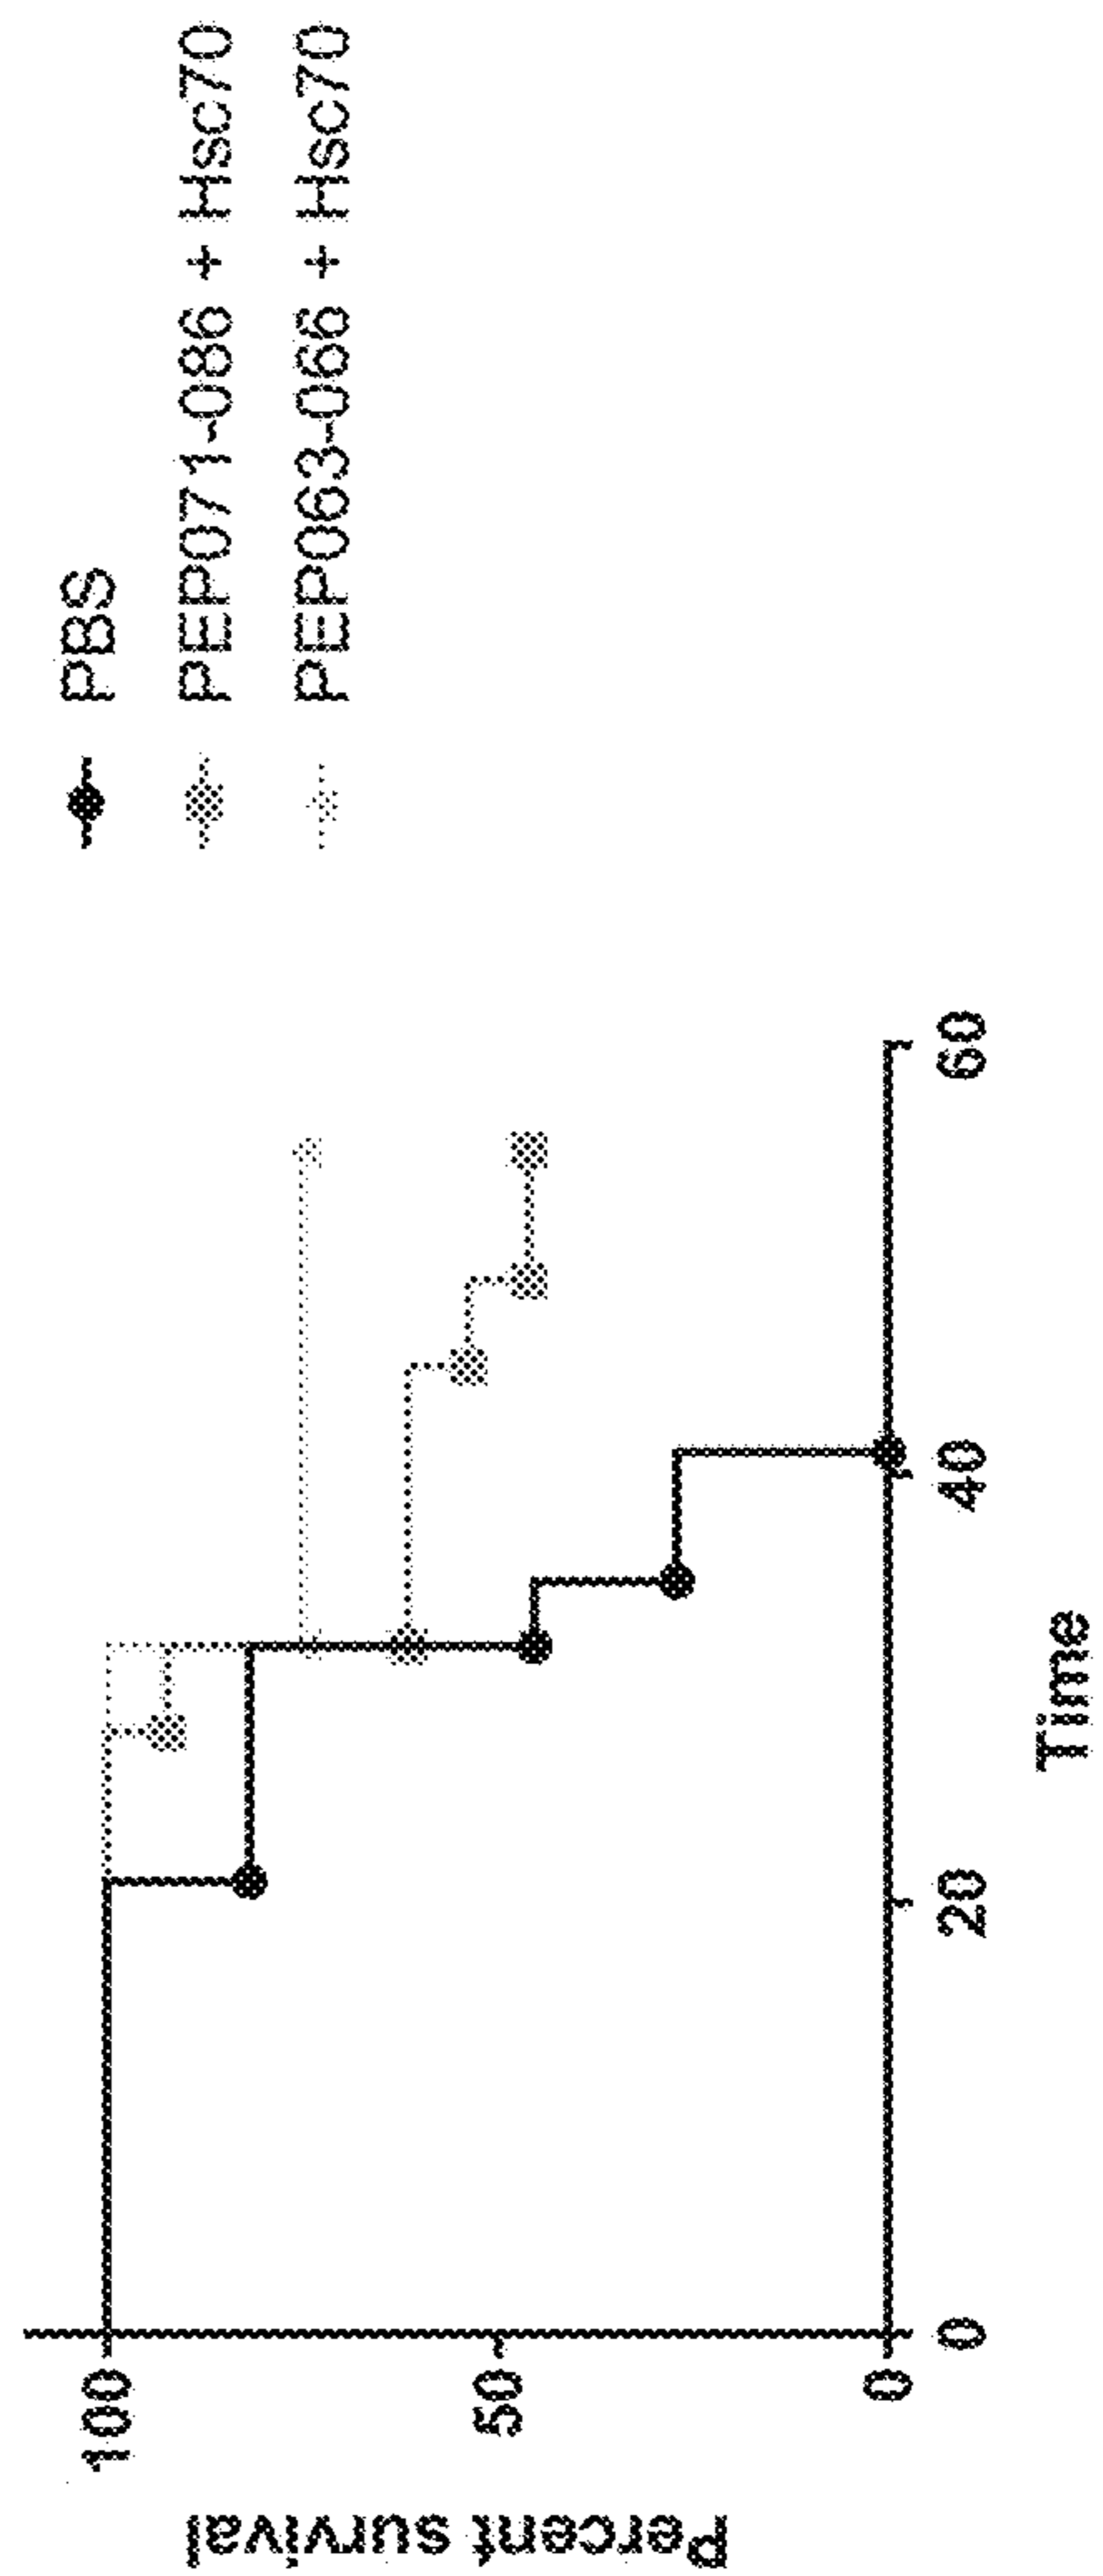 PBS
PEP071-086 + Hsc70
PEP063-066 + Hsc70
Percent survival
100
50
0
0
20
40
60
Time